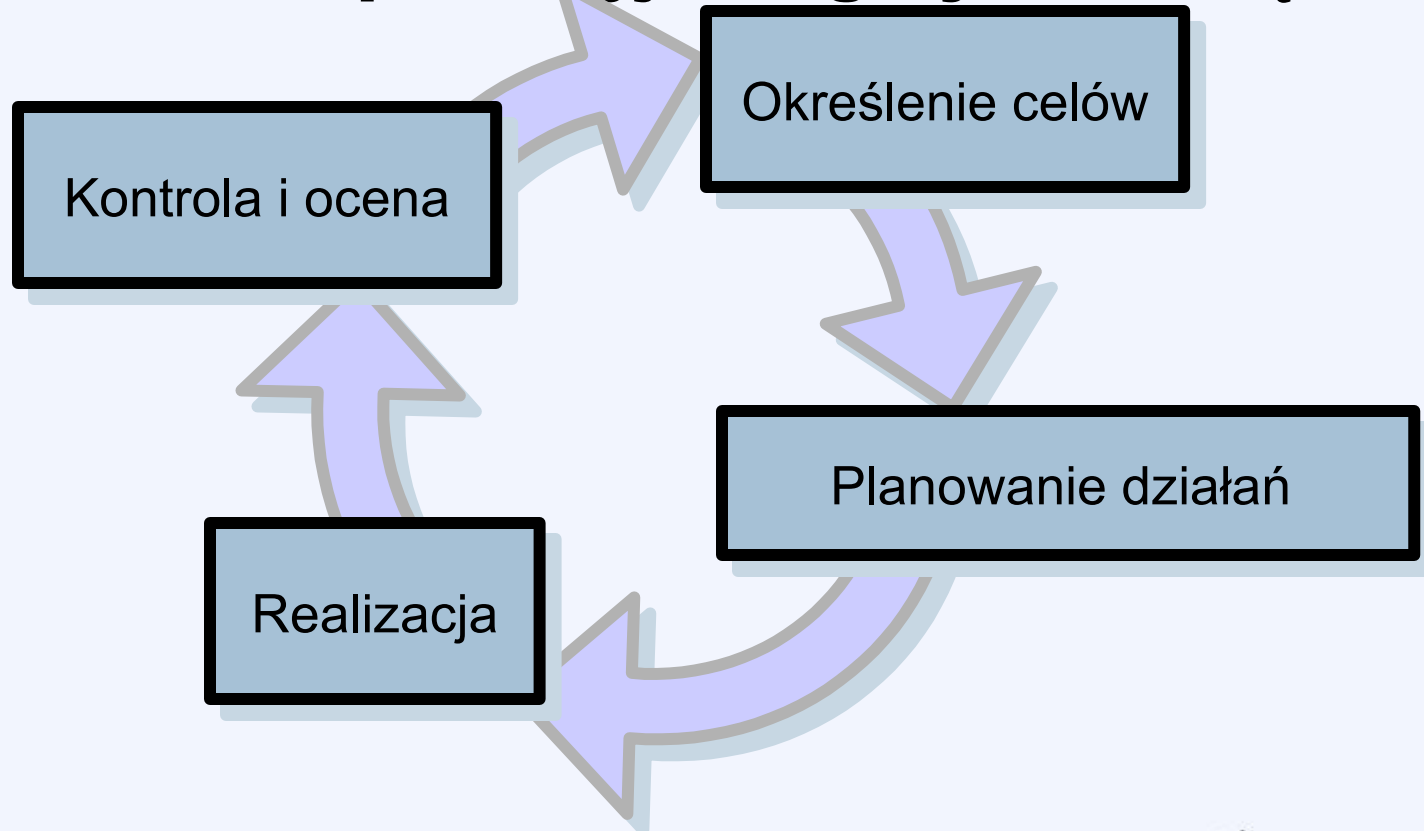 Określenie celów
Kontrola i ocena
Planowanie działań
Realizacja